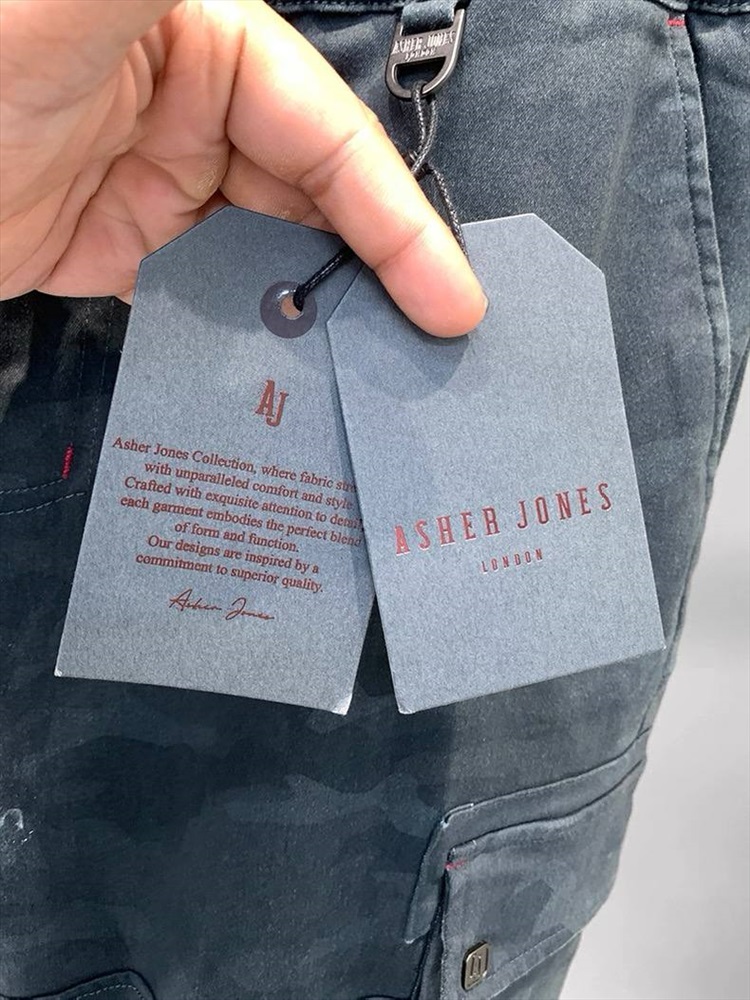 ASHER JONES
LONDON
AJ
Asher Jones Collection, where fabric
with unparalleled comfort and style
Crafted with exquisite attention to
each garment embodies the perfect blend
of form and function.
Our designs are inspired by a
commitment to superior quality.
Asher Jones
ASHER JONES
LONDON